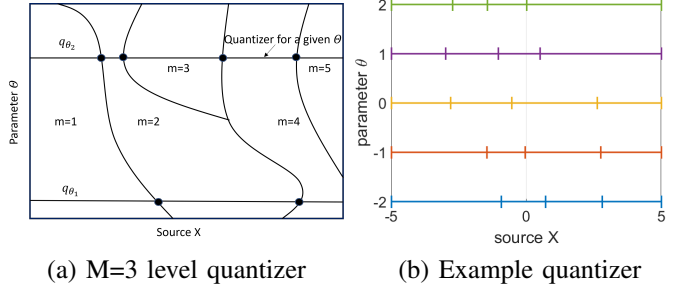 q_θ₂
Quantizer for a given θ
m=3
m=5
m=1
m=2
m=4
q_θ₁
Parameter θ
Source X
(a) M=3 level quantizer
2
1
0
-1
-2
parameter θ
-5
0
5
source X
(b) Example quantizer